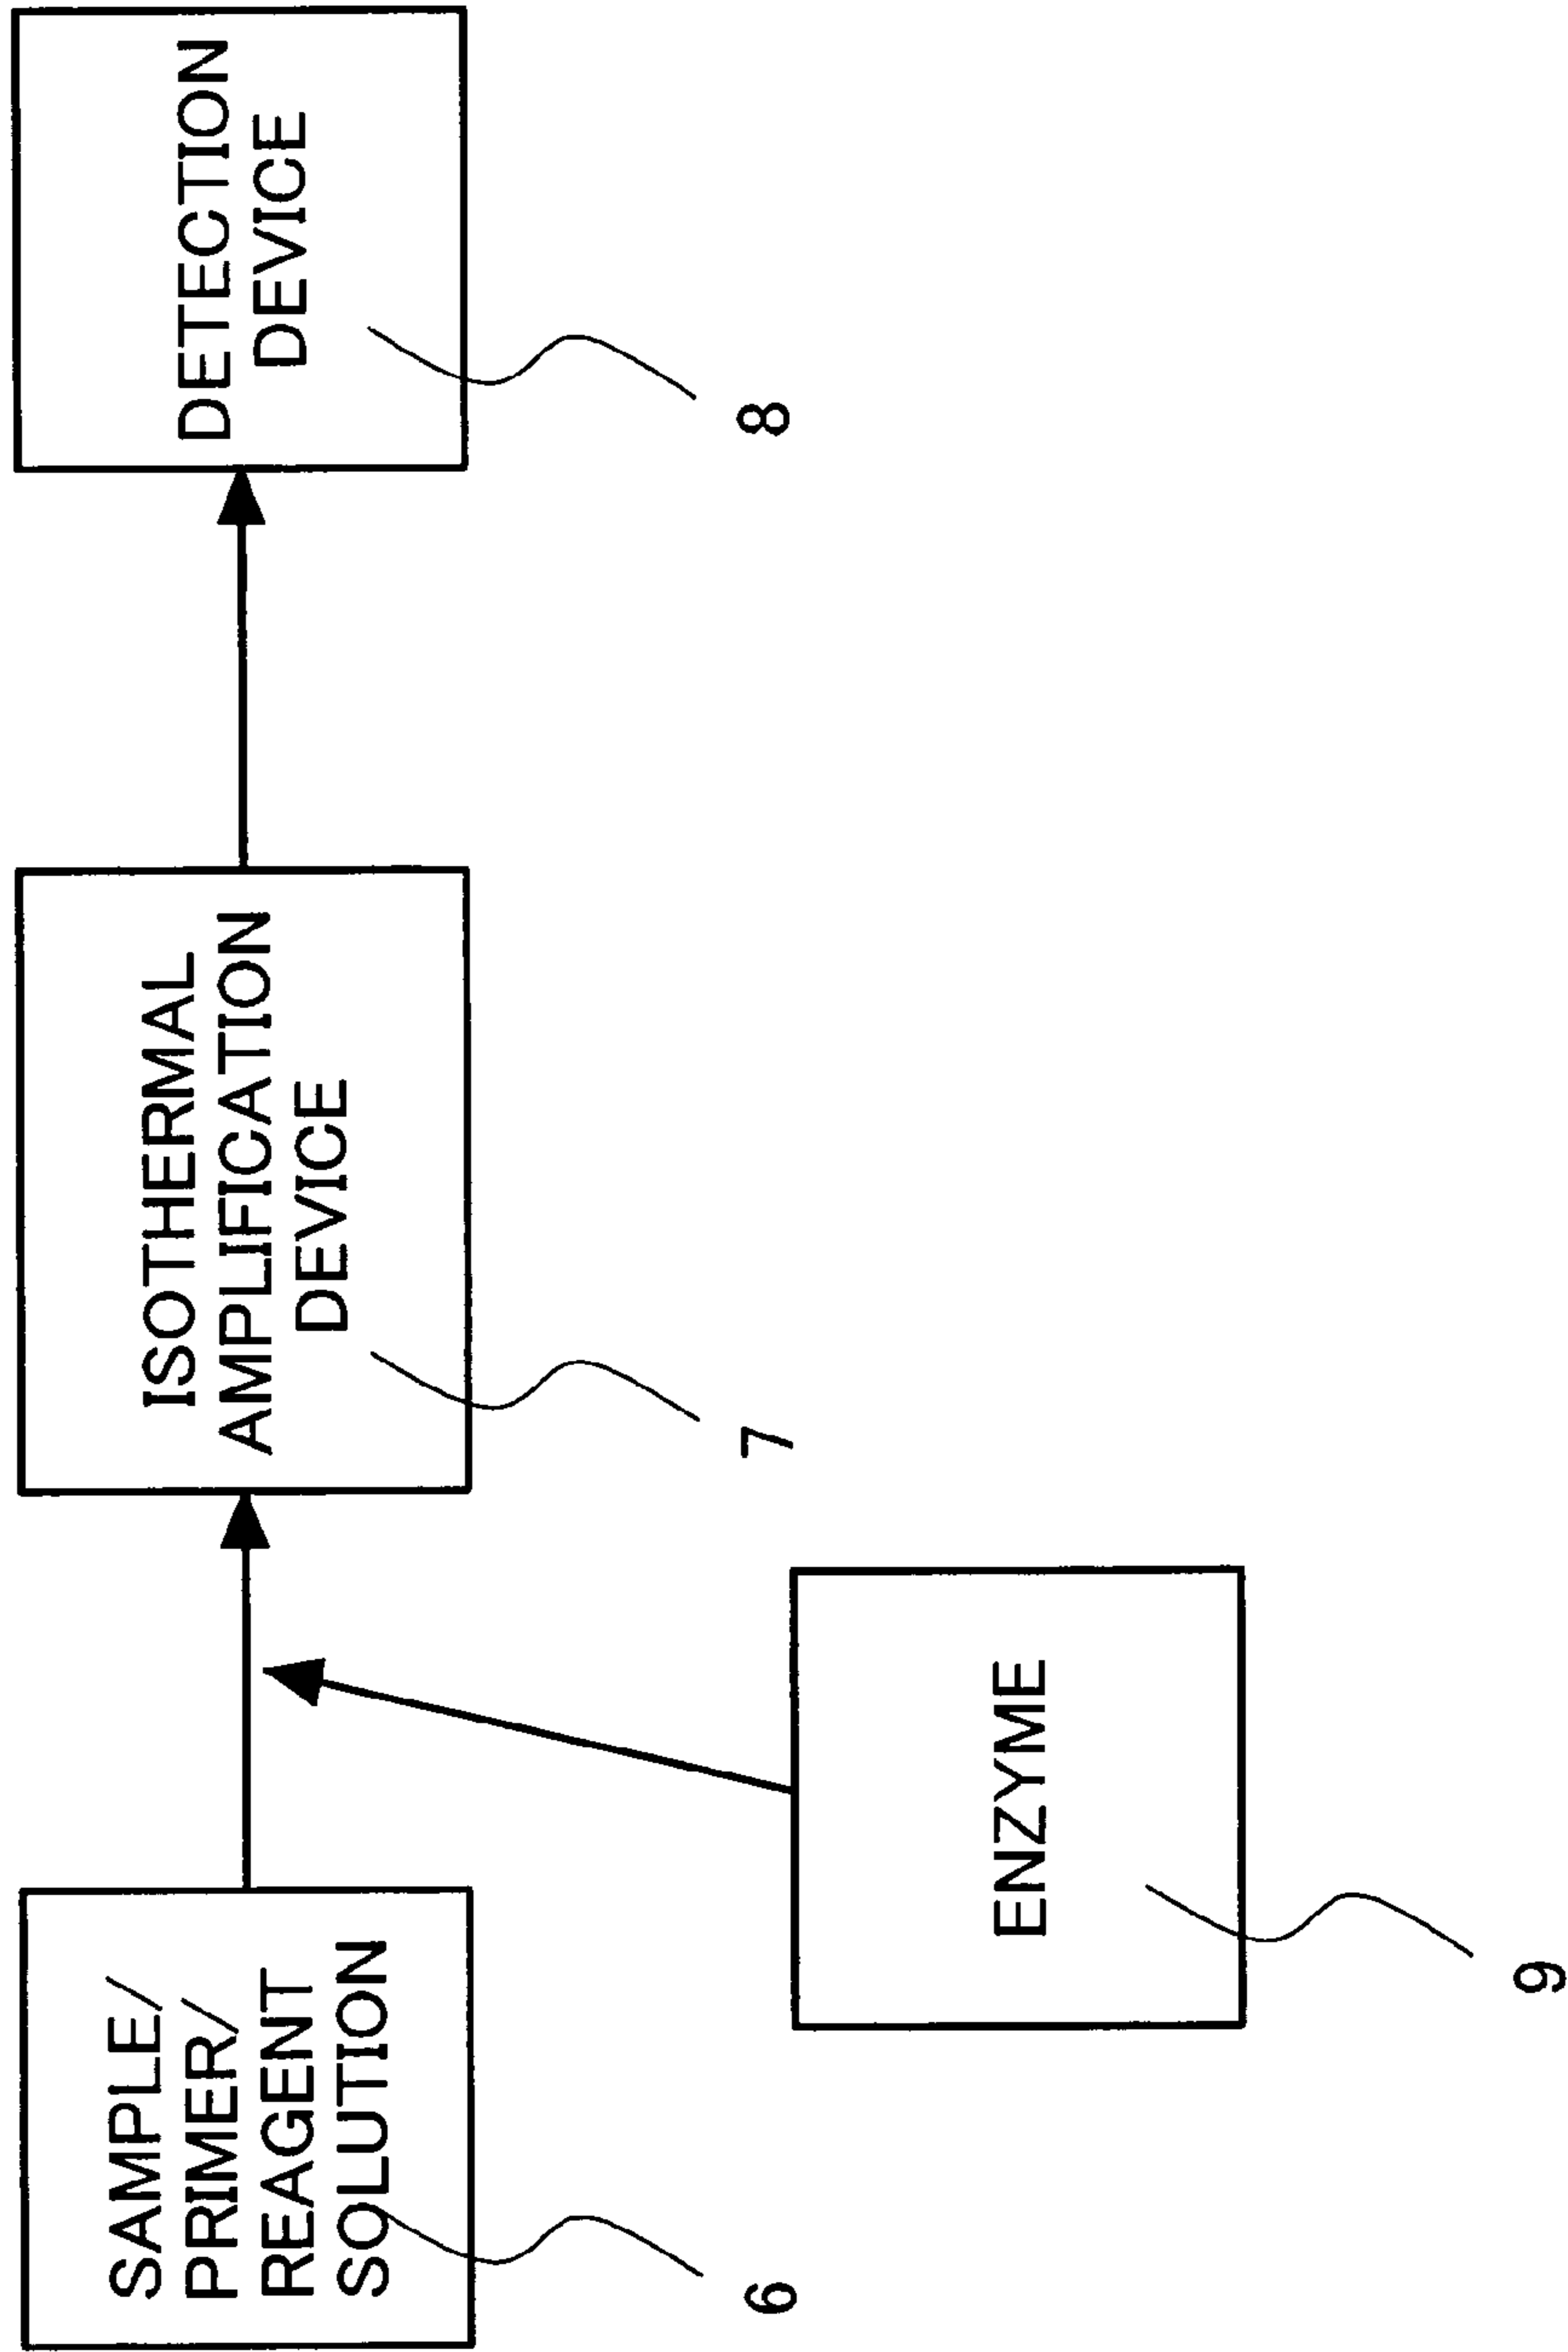 SAMPLE/
PRIMER/
REAGENT
SOLUTION
6
ISOTHERMAL
AMPLIFICATION
DEVICE
7
DETECTION
DEVICE
8
ENZYME
9